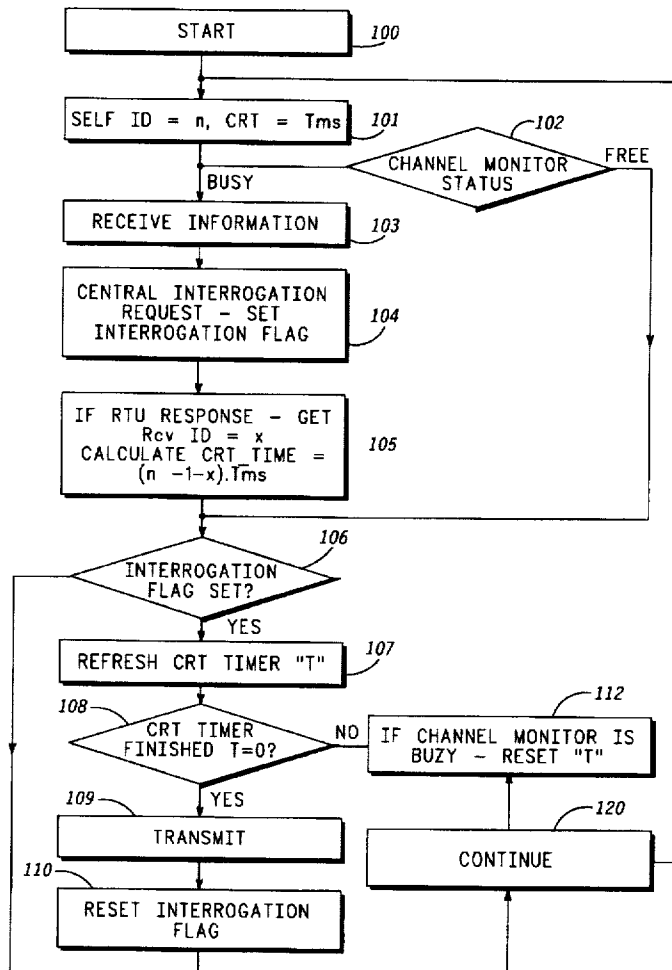 START
100
SELF ID = n, CRT = Tms
101
102
CHANNEL MONITOR
STATUS
FREE
BUSY
RECEIVE INFORMATION
103
CENTRAL INTERROGATION
REQUEST - SET
INTERROGATION FLAG
104
IF RTU RESPONSE - GET
Rcv ID = x
CALCULATE CRT_TIME =
(n -1-x).Tms
105
106
INTERROGATION
FLAG SET?
YES
REFRESH CRT TIMER "T"
107
108
CRT TIMER
FINISHED T=0?
NO
112
IF CHANNEL MONITOR IS
BUZY - RESET "T"
YES
109
TRANSMIT
120
CONTINUE
110
RESET INTERROGATION
FLAG